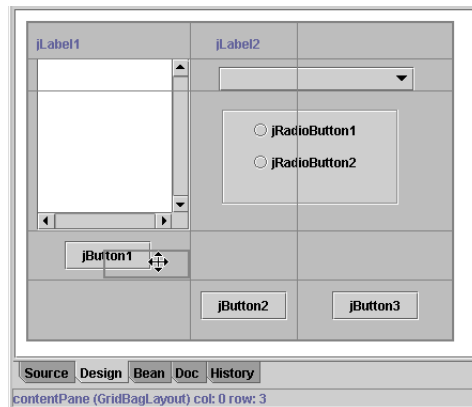 jLabel1 jLabel2
jRadioButton1
jRadioButton2
jButton1
jButton2 jButton3
Source Design Bean Doc History
contentPane (GridBagLayout) col: 0 row: 3